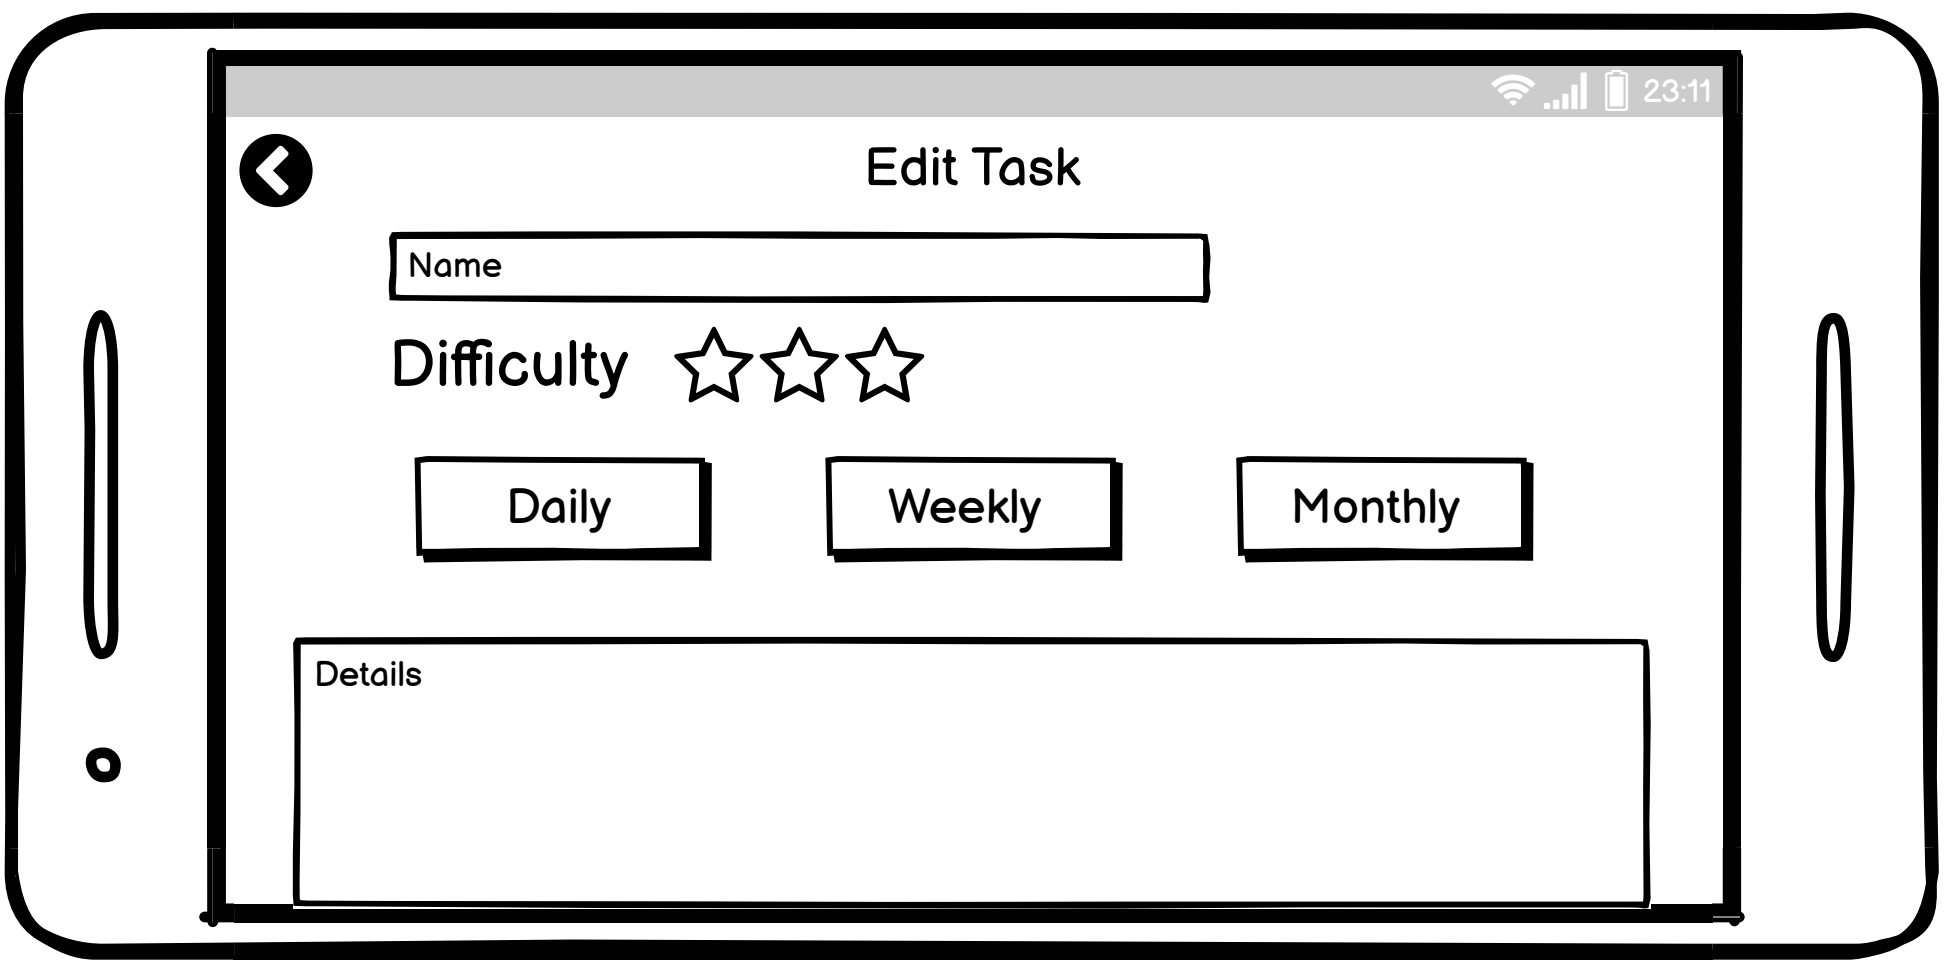 23:11
Edit Task
Name
Difficulty
Daily Weekly Monthly
Details